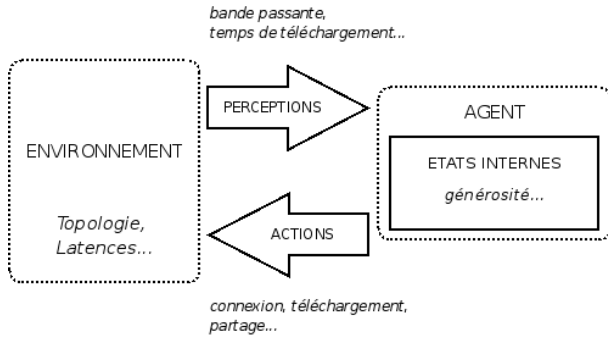 bande passante,
temps de téléchargement...
PERCEPTIONS
AGENT
ENVIRONNEMENT
ETATS INTERNES
générosité...
Topologie,
Latences...
ACTIONS
connexion, téléchargement,
partage...